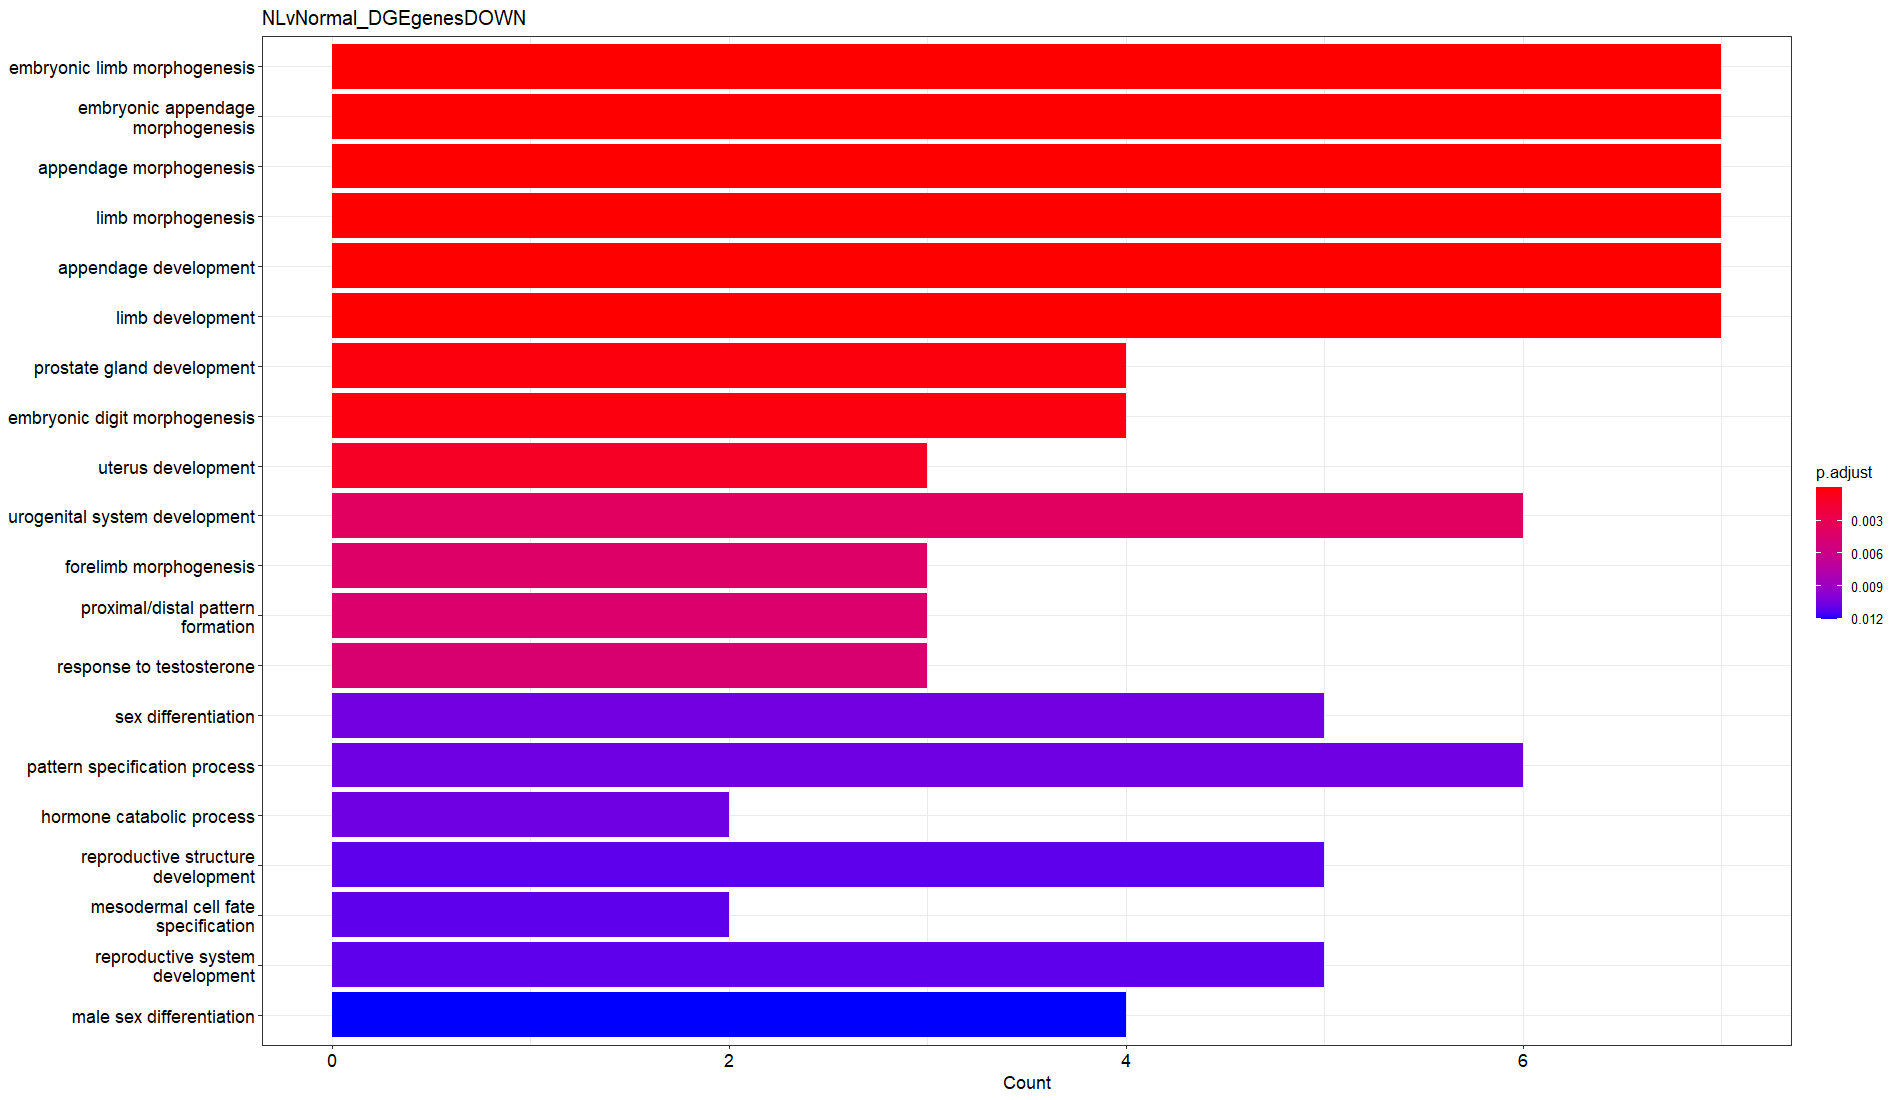 NLvNormal_DGEgenesDOWN
embryonic limb morphogenesis
embryonic appendage
morphogenesis
appendage morphogenesis
limb morphogenesis
appendage development
limb development
prostate gland development
embryonic digit morphogenesis
uterus development
urogenital system development
forelimb morphogenesis
proximal/distal pattern
formation
response to testosterone
sex differentiation
pattern specification process
hormone catabolic process
reproductive structure
development
mesodermal cell fate
specification
reproductive system
development
male sex differentiation
0 2 4 6
Count
p.adjust
0.003
0.006
0.009
0.012